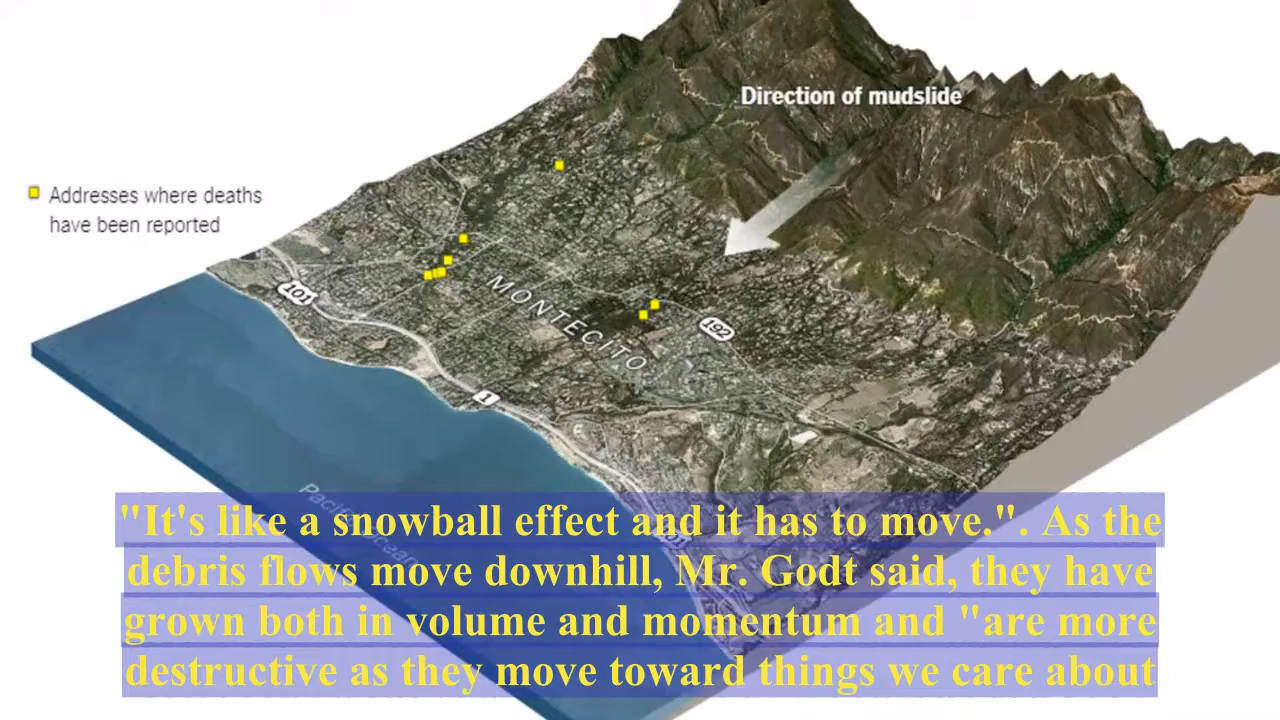 Direction of mudslide
Addresses where deaths
have been reported
101
MONTECITO
192
1
Pacific Ocean
"It's like a snowball effect and it has to move.". As the
debris flows move downhill, Mr. Godt said, they have
grown both in volume and momentum and "are more
destructive as they move toward things we care about